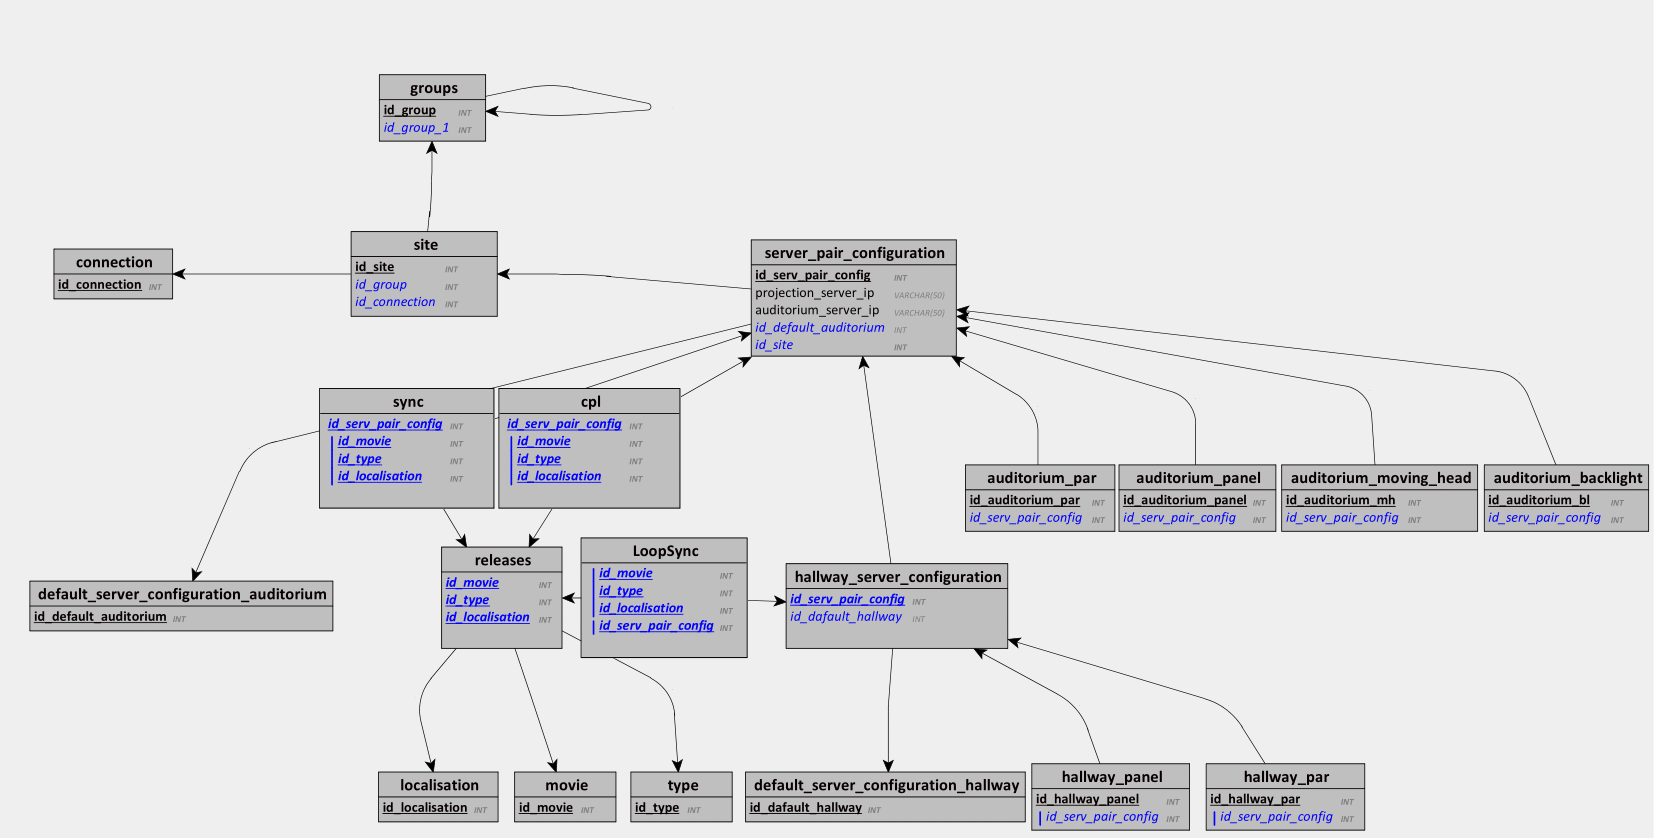 groups
id_group INT
id_group_1 INT
site
id_site INT
id_group INT
id_connection INT
connection
id_connection INT
server_pair_configuration
id_serv_pair_config INT
projection_server_ip VARCHAR(50)
auditorium_server_ip VARCHAR(50)
id_default_auditorium INT
id_site INT
sync
id_serv_pair_config INT
id_movie INT
id_type INT
id_localisation INT
cpl
id_serv_pair_config INT
id_movie INT
id_type INT
id_localisation INT
auditorium_par
id_auditorium_par INT
id_serv_pair_config INT
auditorium_panel
id_auditorium_panel INT
id_serv_pair_config INT
auditorium_moving_head
id_auditorium_mh INT
id_serv_pair_config INT
auditorium_backlight
id_auditorium_bl INT
id_serv_pair_config INT
default_server_configuration_auditorium
id_default_auditorium INT
releases
id_movie INT
id_type INT
id_localisation INT
LoopSync
id_movie INT
id_type INT
id_localisation INT
id_serv_pair_config INT
hallway_server_configuration
id_serv_pair_config INT
id_dafault_hallway INT
localisation
id_localisation INT
movie
id_movie INT
type
id_type INT
default_server_configuration_hallway
id_dafault_hallway INT
hallway_panel
id_hallway_panel INT
id_serv_pair_config INT
hallway_par
id_hallway_par INT
id_serv_pair_config INT